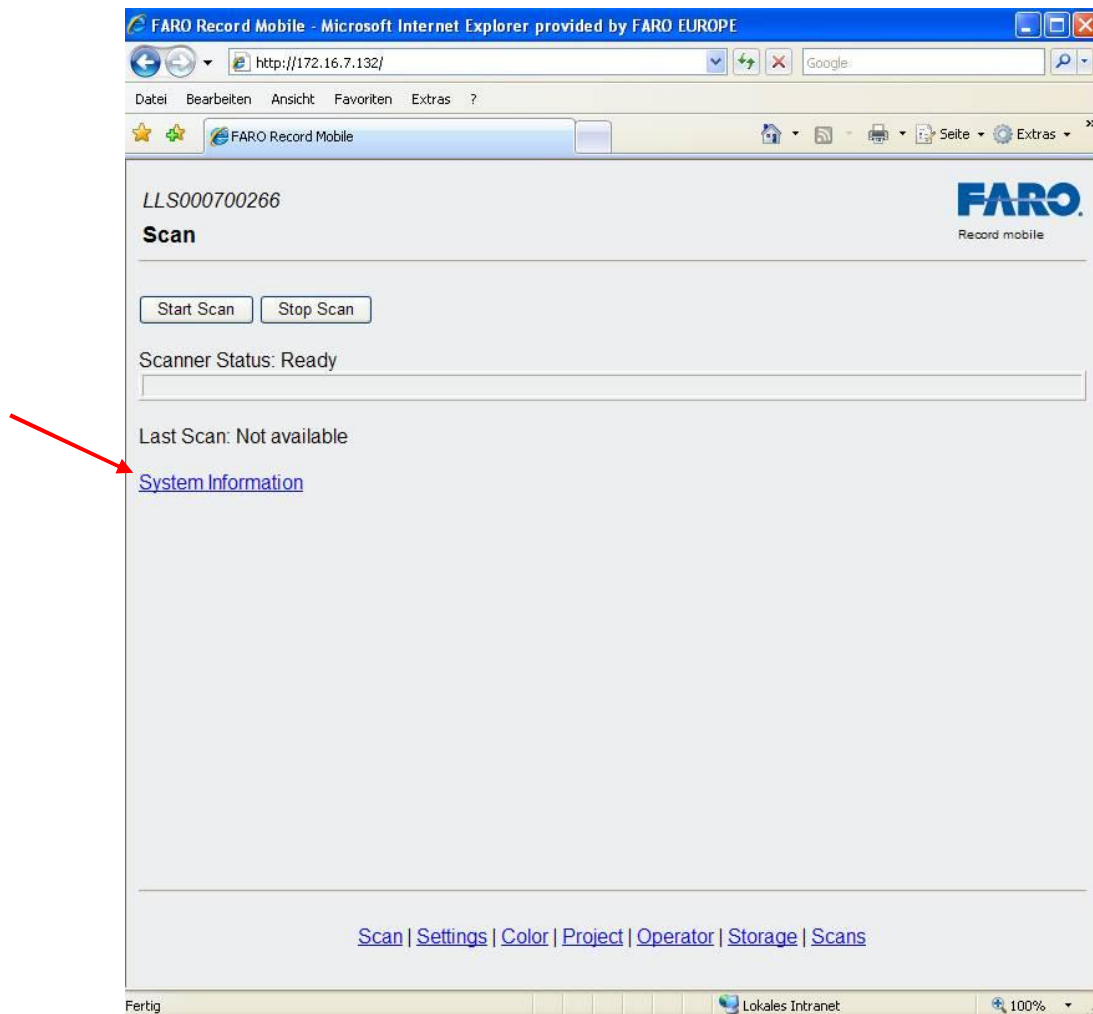 FARO Record Mobile - Microsoft Internet Explorer provided by FARO EUROPE
http://172.16.7.132/
Google
Datei Bearbeiten Ansicht Favoriten Extras ?
FARO Record Mobile Seite Extras »
LLS000700266
FARO.
Scan
Record mobile
Start Scan Stop Scan
Scanner Status: Ready
Last Scan: Not available
System Information
Scan | Settings | Color | Project | Operator | Storage | Scans
Fertig Lokales Intranet 100%